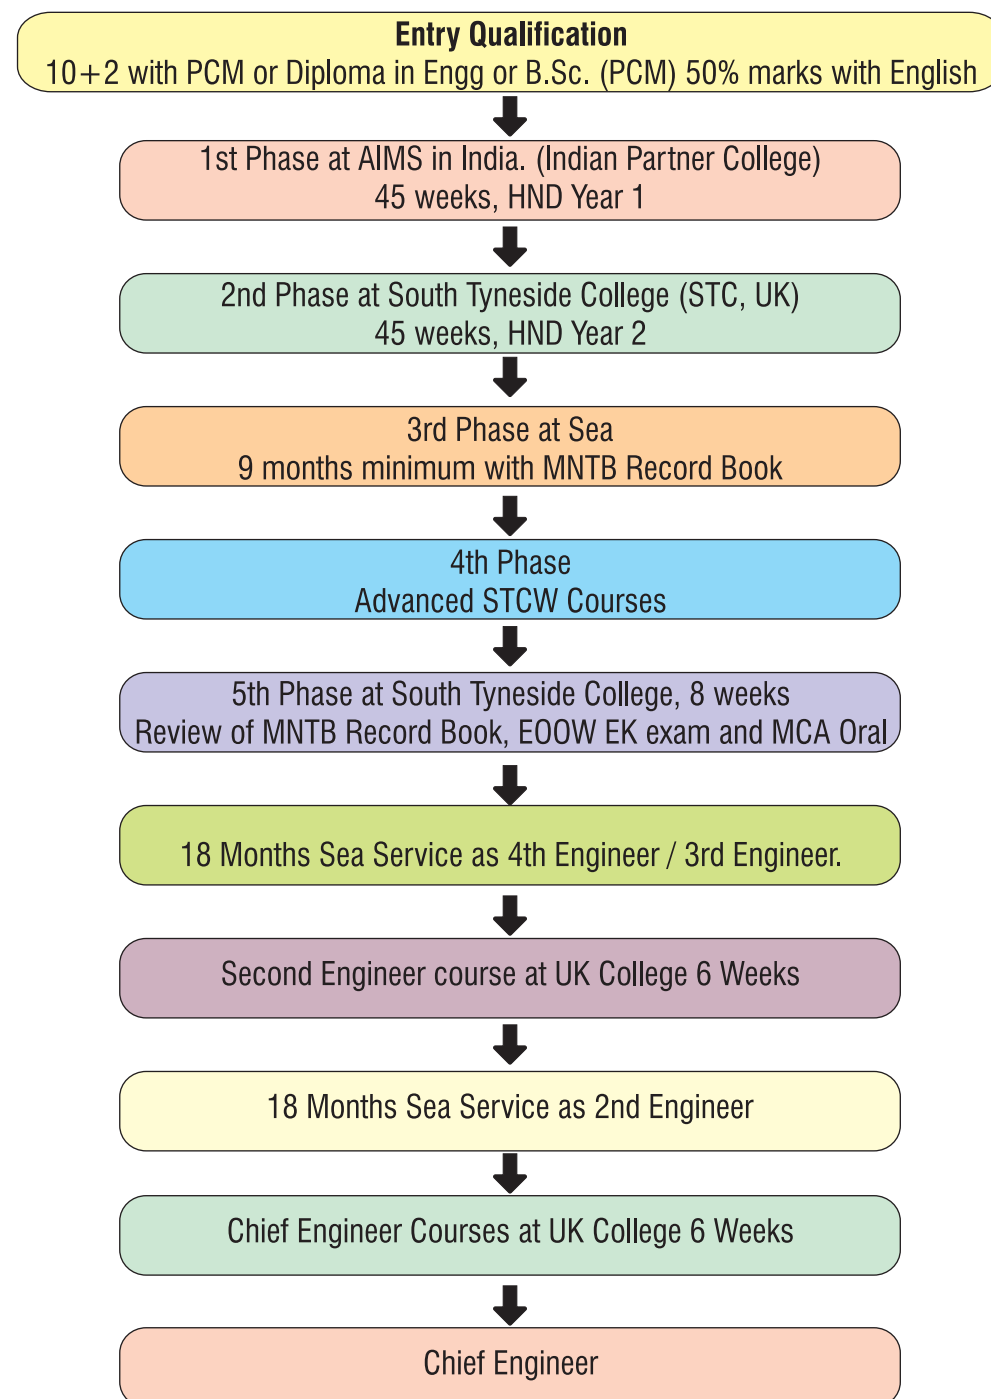 Entry Qualification
10+2 with PCM or Diploma in Engg or B.Sc. (PCM) 50% marks with English
1st Phase at AIMS in India. (Indian Partner College)
45 weeks, HND Year 1
2nd Phase at South Tyneside College (STC, UK)
45 weeks, HND Year 2
3rd Phase at Sea
9 months minimum with MNTB Record Book
4th Phase
Advanced STCW Courses
5th Phase at South Tyneside College, 8 weeks
Review of MNTB Record Book, EOOW EK exam and MCA Oral
18 Months Sea Service as 4th Engineer / 3rd Engineer.
Second Engineer course at UK College 6 Weeks
18 Months Sea Service as 2nd Engineer
Chief Engineer Courses at UK College 6 Weeks
Chief Engineer